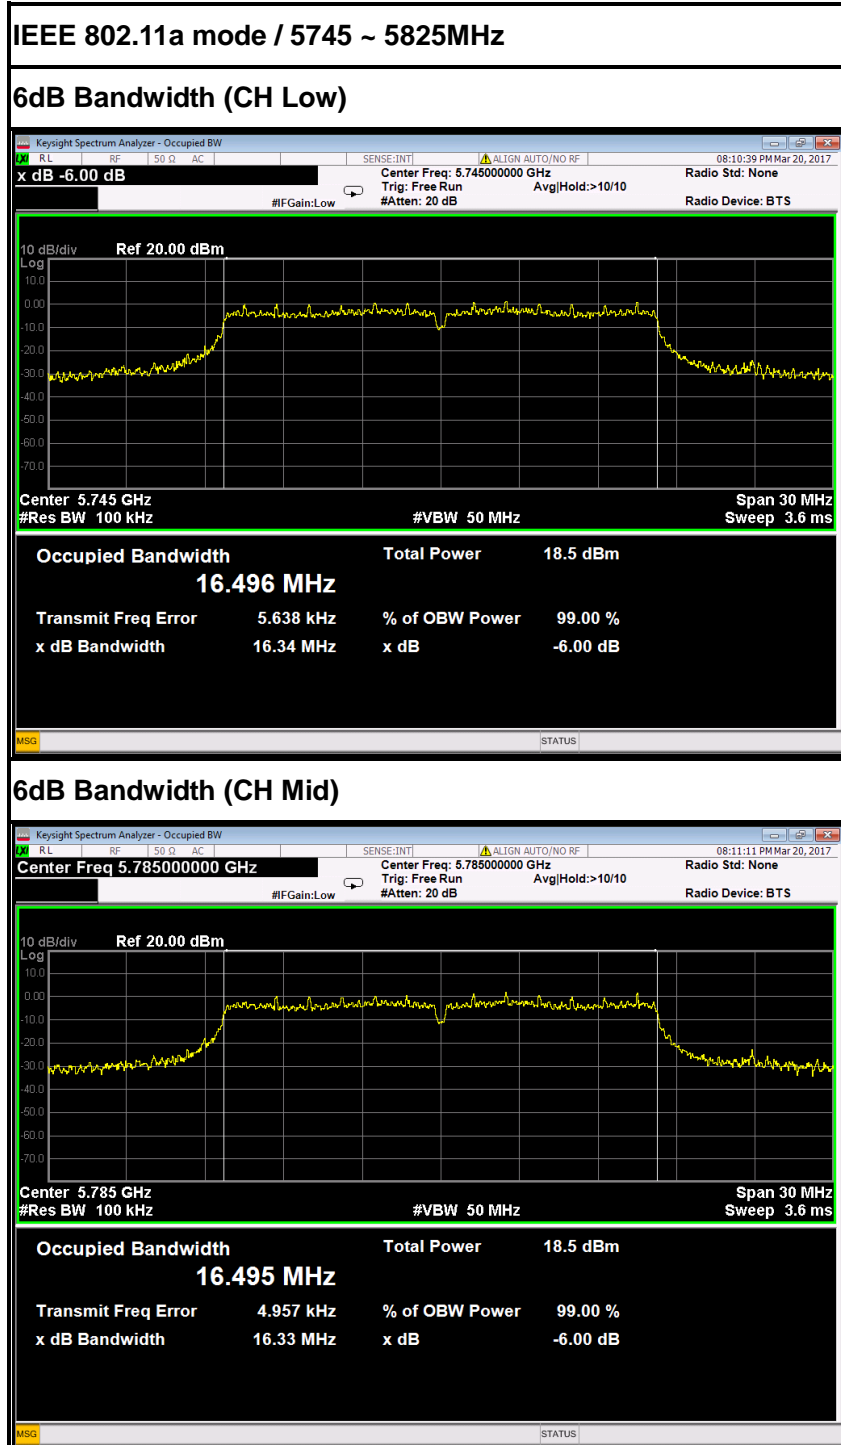 IEEE 802.11a mode / 5745 ~ 5825MHz
6dB Bandwidth (CH Low)
Keysight Spectrum Analyzer - Occupied BW
LXI RL RF 50 Ω AC SENSE:INT ALIGN AUTO/NO RF 08:10:39 PM Mar 20, 2017
x dB -6.00 dB Center Freq: 5.745000000 GHz Radio Std: None
Trig: Free Run Avg|Hold:>10/10
#IFGain:Low #Atten: 20 dB Radio Device: BTS
10 dB/div Ref 20.00 dBm
Log
10.0
0.00
-10.0
-20.0
-30.0
-40.0
-50.0
-60.0
-70.0
Center 5.745 GHz Span 30 MHz
#Res BW 100 kHz #VBW 50 MHz Sweep 3.6 ms
Occupied Bandwidth Total Power 18.5 dBm
16.496 MHz
Transmit Freq Error 5.638 kHz % of OBW Power 99.00 %
x dB Bandwidth 16.34 MHz x dB -6.00 dB
MSG STATUS
6dB Bandwidth (CH Mid)
Keysight Spectrum Analyzer - Occupied BW
LXI RL RF 50 Ω AC SENSE:INT ALIGN AUTO/NO RF 08:11:11 PM Mar 20, 2017
Center Freq 5.785000000 GHz Center Freq: 5.785000000 GHz Radio Std: None
Trig: Free Run Avg|Hold:>10/10
#IFGain:Low #Atten: 20 dB Radio Device: BTS
10 dB/div Ref 20.00 dBm
Log
10.0
0.00
-10.0
-20.0
-30.0
-40.0
-50.0
-60.0
-70.0
Center 5.785 GHz Span 30 MHz
#Res BW 100 kHz #VBW 50 MHz Sweep 3.6 ms
Occupied Bandwidth Total Power 18.5 dBm
16.495 MHz
Transmit Freq Error 4.957 kHz % of OBW Power 99.00 %
x dB Bandwidth 16.33 MHz x dB -6.00 dB
MSG STATUS